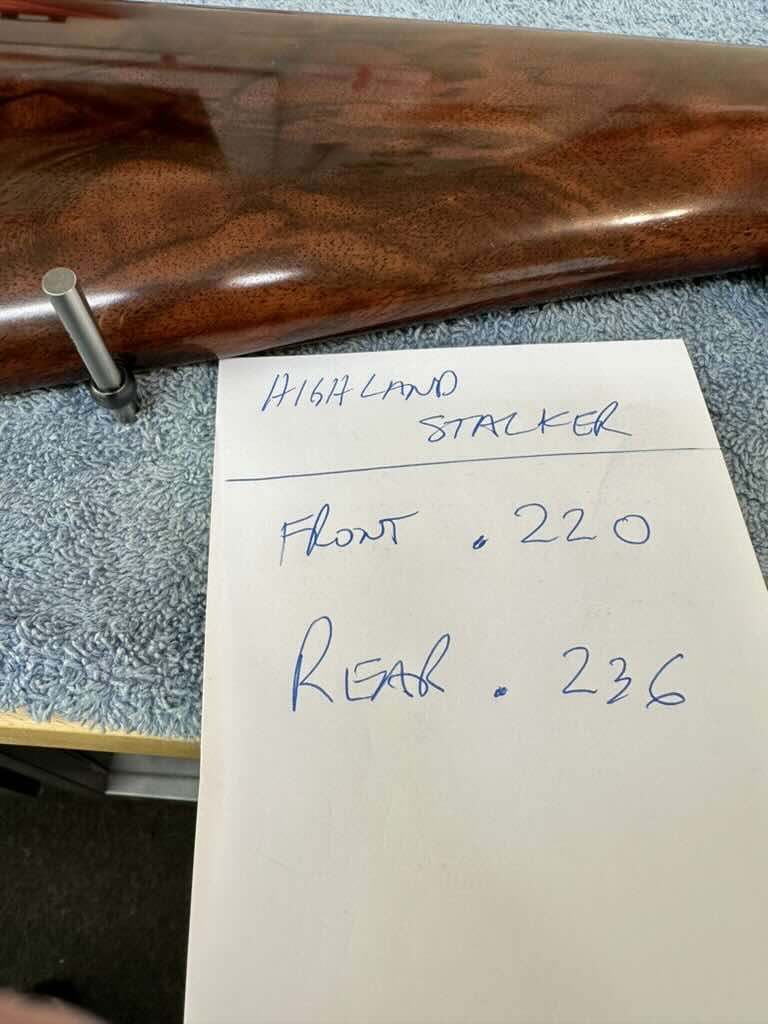 HIGHLAND
STALKER
FRONT .220
REAR .236